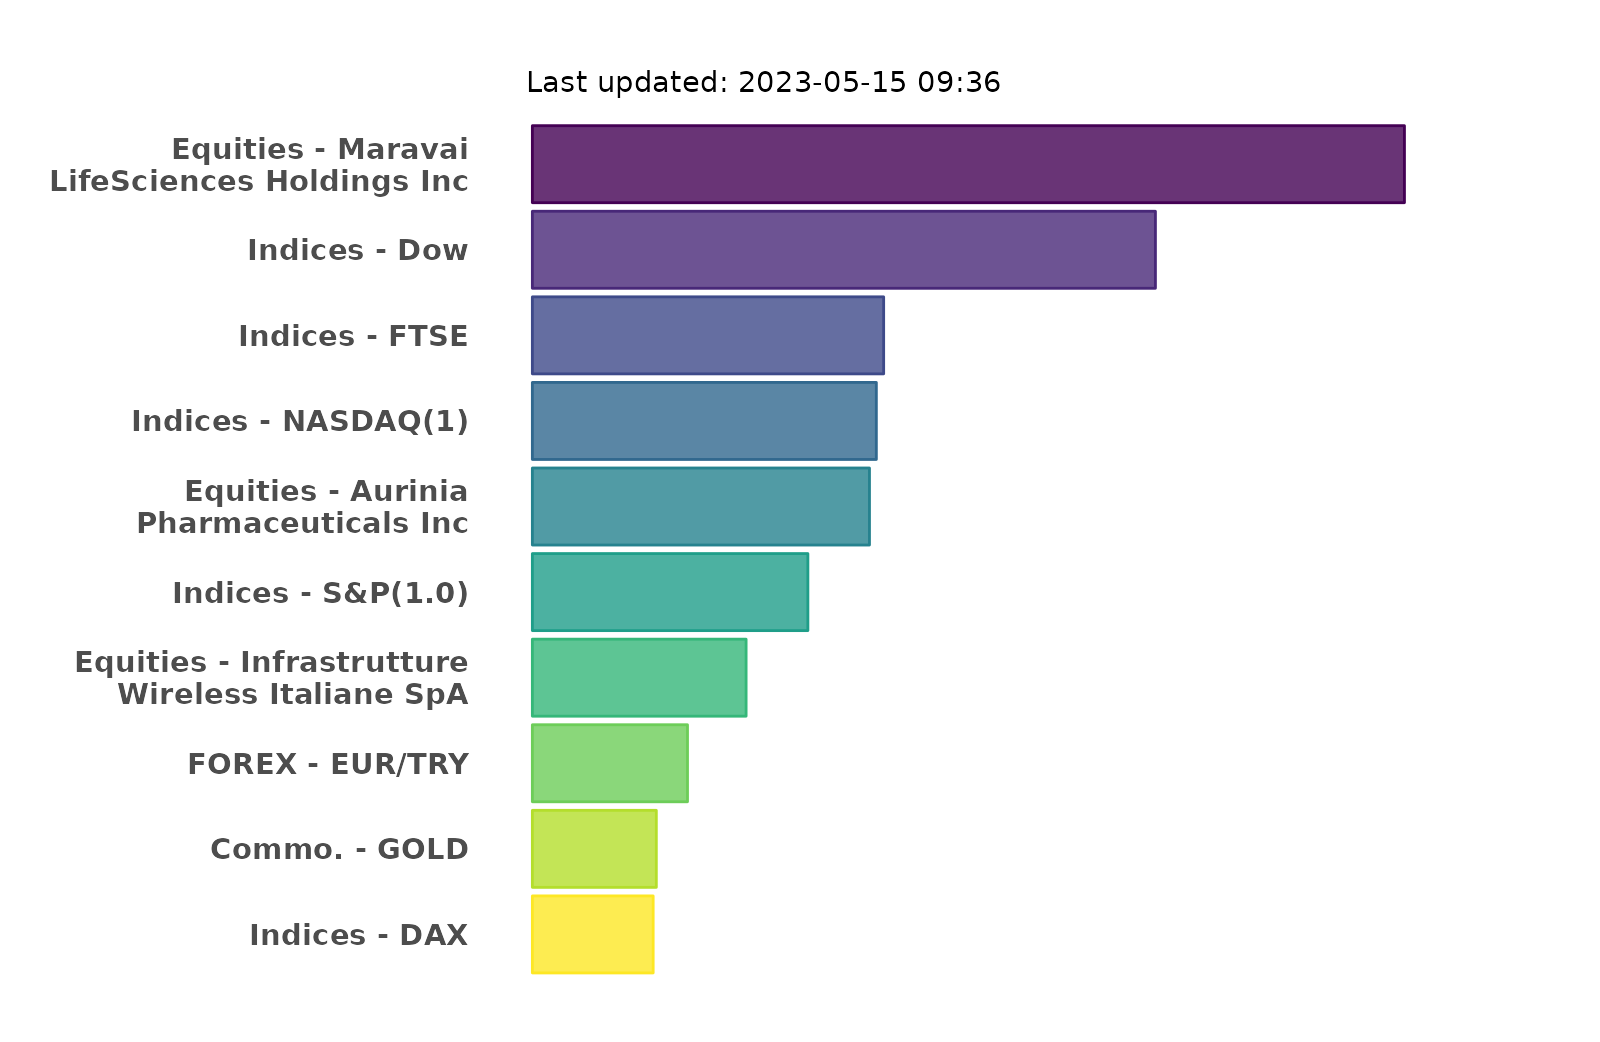 Last updated: 2023-05-15 09:36
Equities - Maravai
LifeSciences Holdings Inc
Indices - Dow
Indices - FTSE
Indices - NASDAQ(1)
Equities - Aurinia
Pharmaceuticals Inc
Indices - S&P(1.0)
Equities - Infrastrutture
Wireless Italiane SpA
FOREX - EUR/TRY
Commo. - GOLD
Indices - DAX